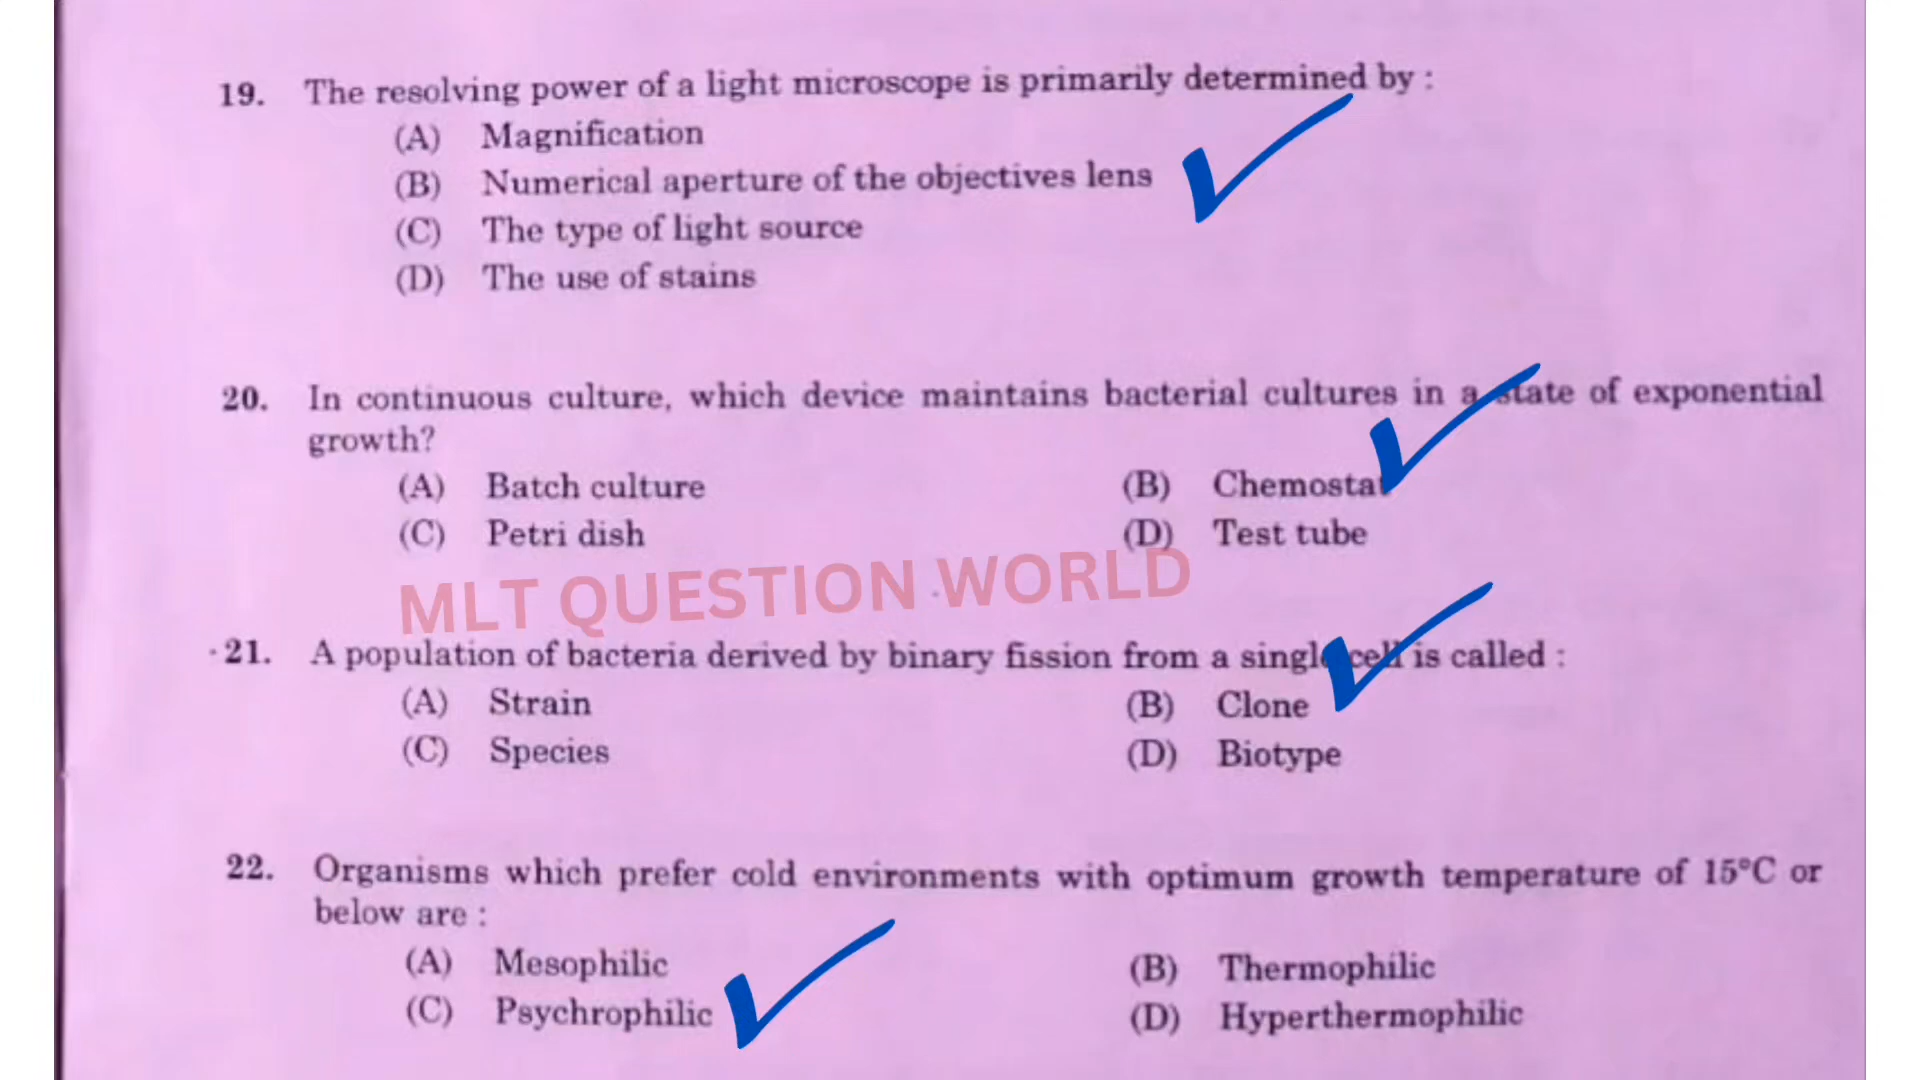 19. The resolving power of a light microscope is primarily determined by :
(A) Magnification
(B) Numerical aperture of the objectives lens
(C) The type of light source
(D) The use of stains
20. In continuous culture, which device maintains bacterial cultures in a state of exponential
growth?
(A) Batch culture (B) Chemostat
(C) Petri dish (D) Test tube
MLT QUESTION WORLD
21. A population of bacteria derived by binary fission from a single cell is called :
(A) Strain (B) Clone
(C) Species (D) Biotype
22. Organisms which prefer cold environments with optimum growth temperature of 15°C or
below are :
(A) Mesophilic (B) Thermophilic
(C) Psychrophilic (D) Hyperthermophilic